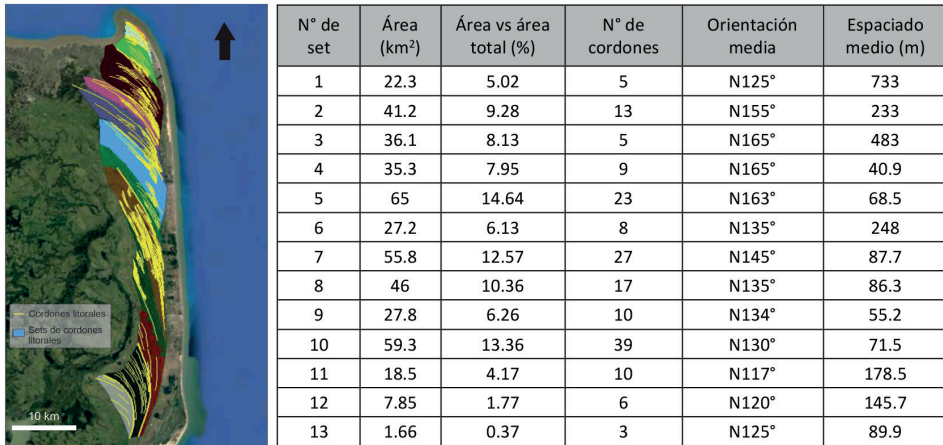 Cordones litorales
Sets de cordones
litorales
10 km
N° de set | Área (km²) | Área vs área total (%) | N° de cordones | Orientación media | Espaciado medio (m)
1 | 22.3 | 5.02 | 5 | N125° | 733
2 | 41.2 | 9.28 | 13 | N155° | 233
3 | 36.1 | 8.13 | 5 | N165° | 483
4 | 35.3 | 7.95 | 9 | N165° | 40.9
5 | 65 | 14.64 | 23 | N163° | 68.5
6 | 27.2 | 6.13 | 8 | N135° | 248
7 | 55.8 | 12.57 | 27 | N145° | 87.7
8 | 46 | 10.36 | 17 | N135° | 86.3
9 | 27.8 | 6.26 | 10 | N134° | 55.2
10 | 59.3 | 13.36 | 39 | N130° | 71.5
11 | 18.5 | 4.17 | 10 | N117° | 178.5
12 | 7.85 | 1.77 | 6 | N120° | 145.7
13 | 1.66 | 0.37 | 3 | N125° | 89.9